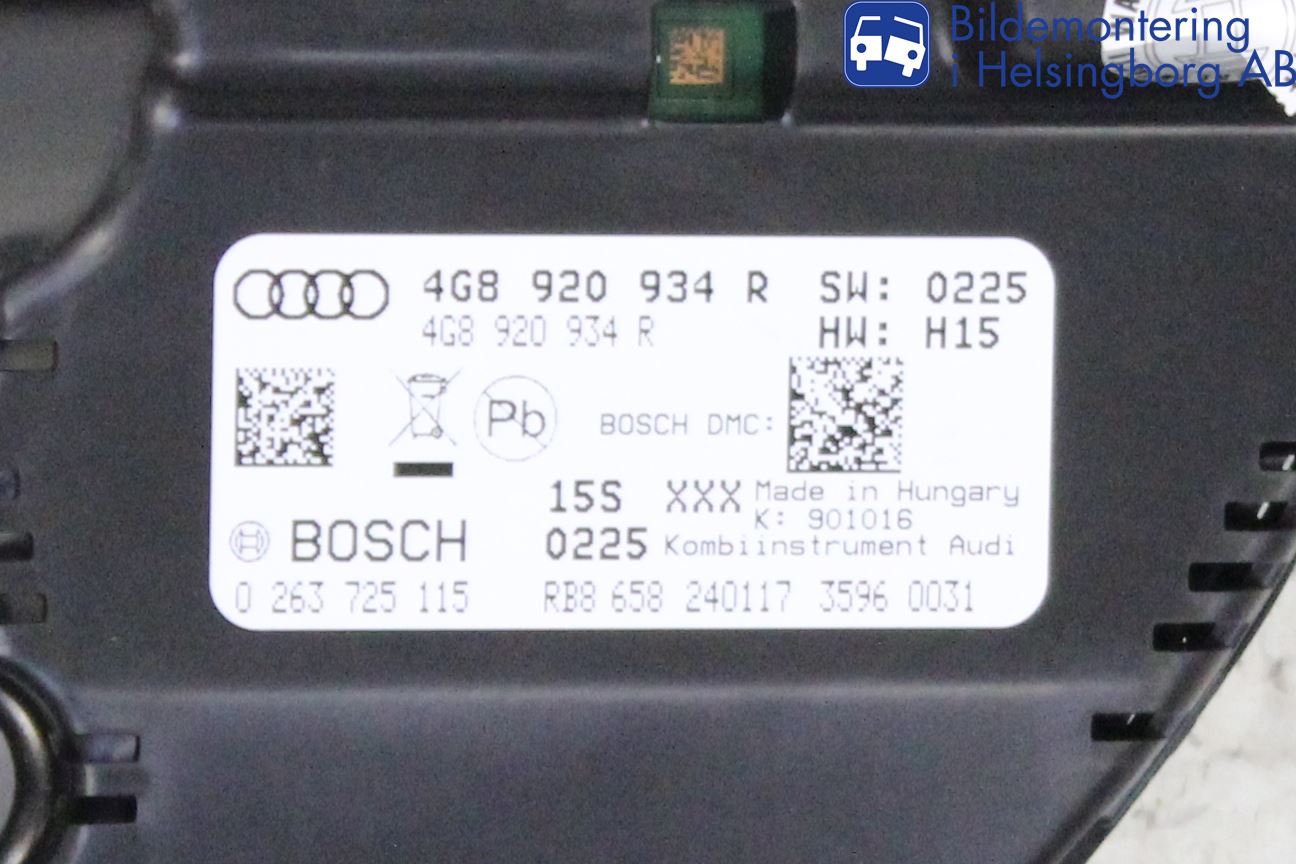 Bildemontering
i Helsingborg AB
4G8 920 934 R SW: 0225
4G8 920 934 R HW: H15
Pb
BOSCH DMC:
15S XXX Made in Hungary
K: 901016
BOSCH 0225 Kombiinstrument Audi
0 263 725 115 RB8 658 240117 3596 0031